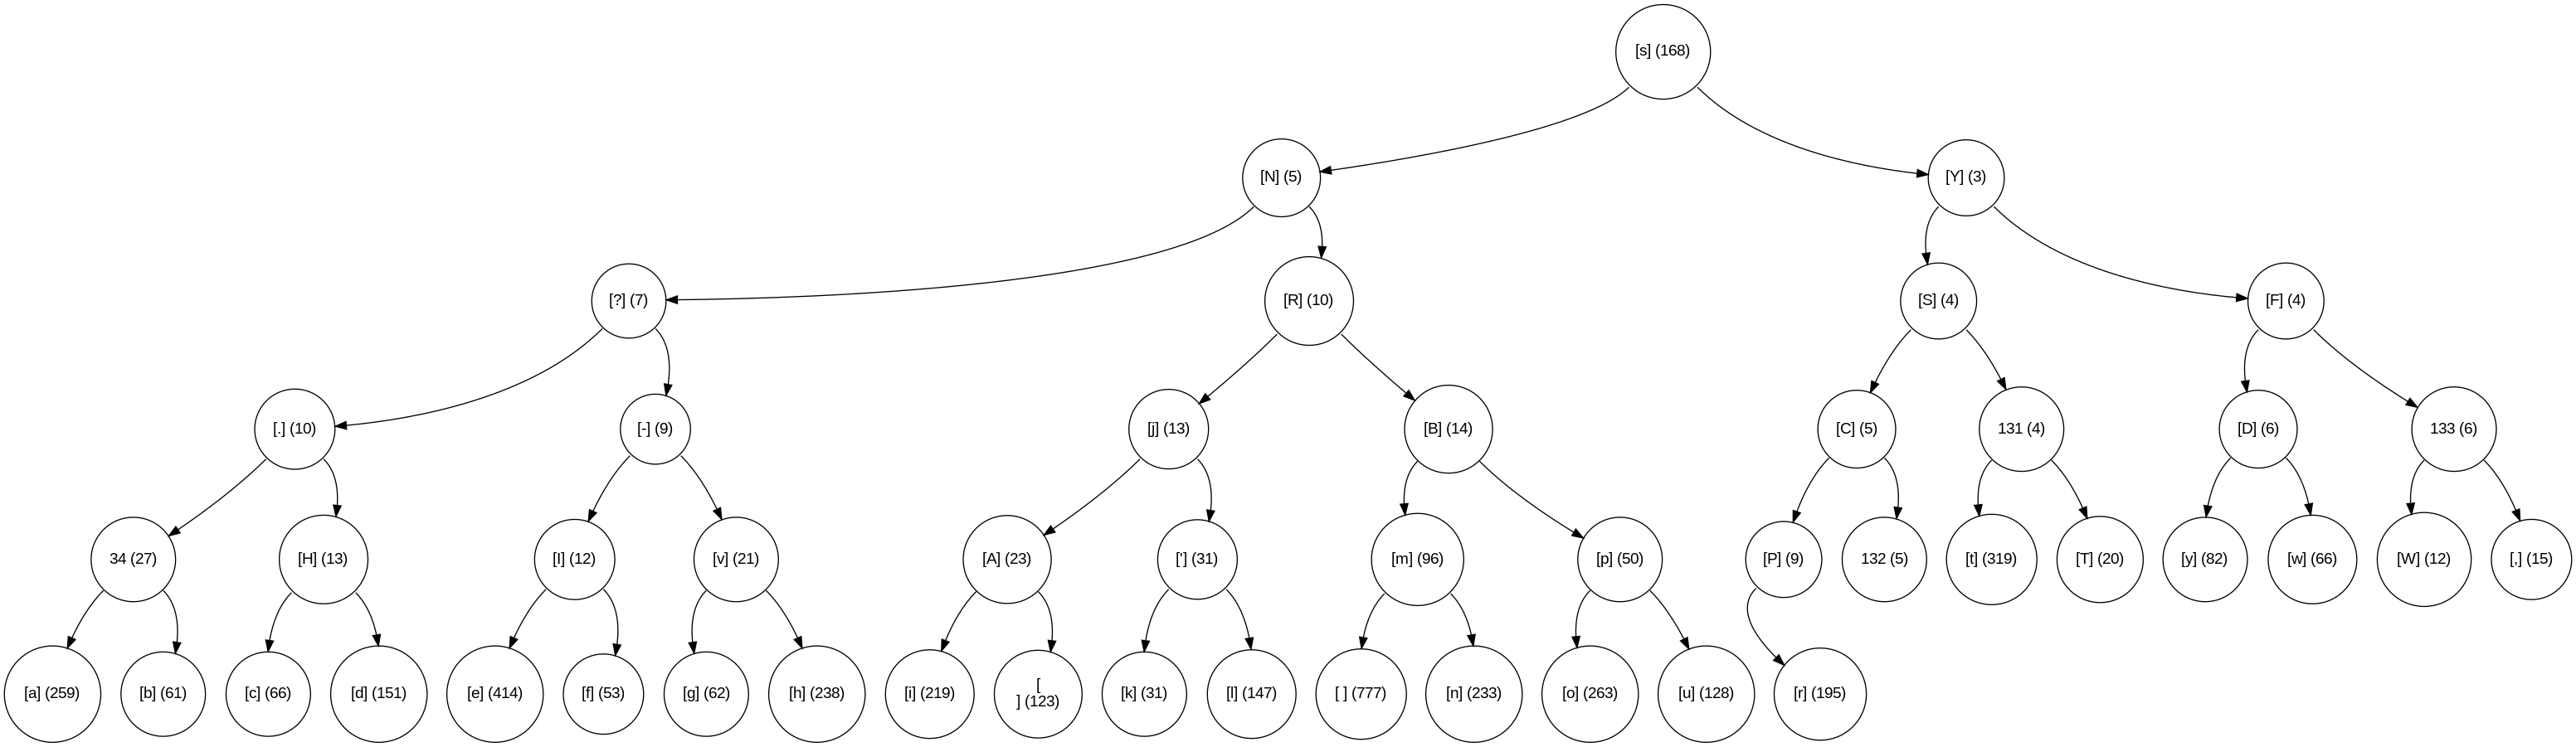 [s] (168)
[N] (5)
[Y] (3)
[?] (7)
[R] (10)
[S] (4)
[F] (4)
[.] (10)
[-] (9)
[j] (13)
[B] (14)
[C] (5)
131 (4)
[D] (6)
133 (6)
34 (27)
[H] (13)
[I] (12)
[v] (21)
[A] (23)
['] (31)
[m] (96)
[p] (50)
[P] (9)
132 (5)
[t] (319)
[T] (20)
[y] (82)
[w] (66)
[W] (12)
[,] (15)
[a] (259)
[b] (61)
[c] (66)
[d] (151)
[e] (414)
[f] (53)
[g] (62)
[h] (238)
[i] (219)
[
] (123)
[k] (31)
[l] (147)
[ ] (777)
[n] (233)
[o] (263)
[u] (128)
[r] (195)